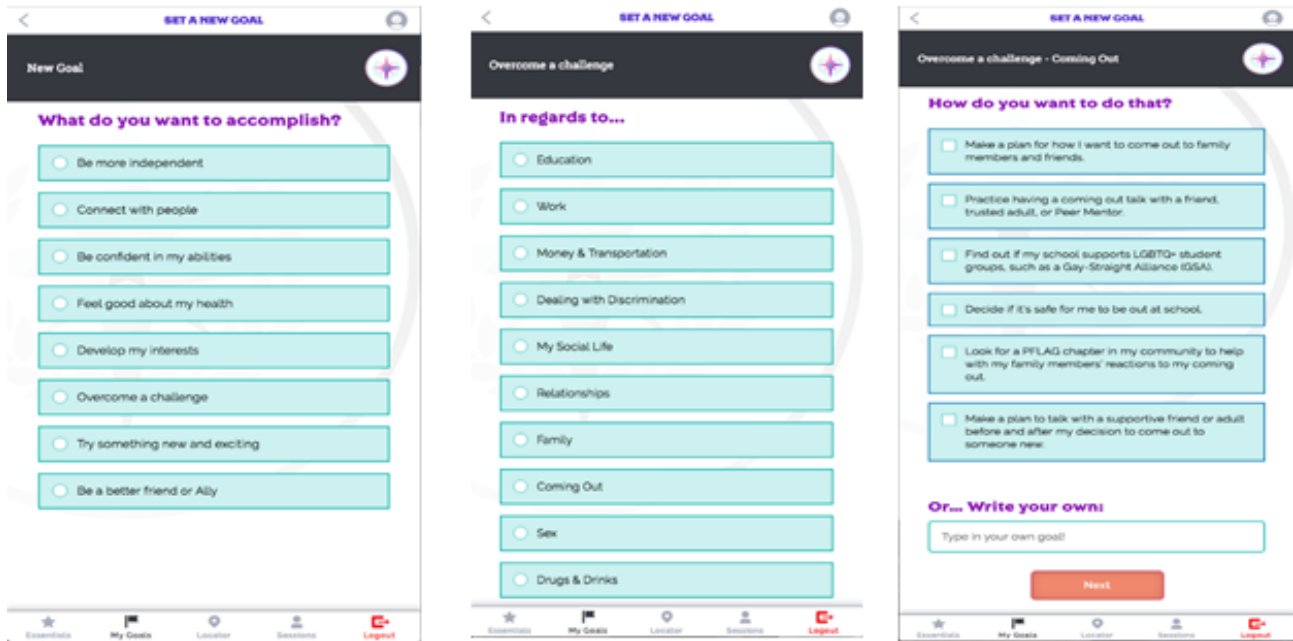 SET A NEW GOAL
New Goal
What do you want to accomplish?
Be more independent
Connect with people
Be confident in my abilities
Feel good about my health
Develop my interests
Overcome a challenge
Try something new and exciting
Be a better friend or Ally
Essentials
My Goals
Locator
Sessions
Logout
SET A NEW GOAL
Overcome a challenge
In regards to...
Education
Work
Money & Transportation
Dealing with Discrimination
My Social Life
Relationships
Family
Coming Out
Sex
Drugs & Drinks
Essentials
My Goals
Locator
Sessions
Logout
SET A NEW GOAL
Overcome a challenge - Coming Out
How do you want to do that?
Make a plan for how I want to come out to family
members and friends.
Practice having a coming out talk with a friend,
trusted adult, or Peer Mentor.
Find out if my school supports LGBTQ+ student
groups, such as a Gay-Straight Alliance (GSA).
Decide if it's safe for me to be out at school.
Look for a PFLAG chapter in my community to help
with my family members' reactions to my coming
out.
Make a plan to talk with a supportive friend or adult
before and after my decision to come out to
someone new.
Or... Write your own:
Type in your own goal!
Next
Essentials
My Goals
Locator
Sessions
Logout